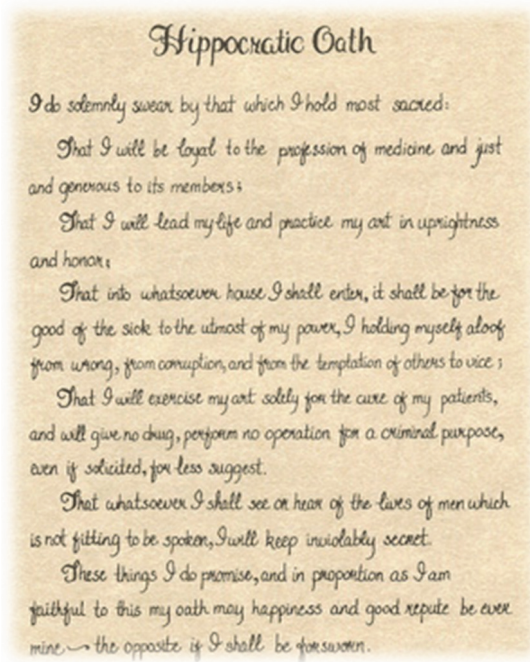 Hippocratic Oath
I do solemnly swear by that which I hold most sacred:
That I will be loyal to the profession of medicine and just
and generous to its members;
That I will lead my life and practice my art in uprightness
and honor;
That into whatsoever house I shall enter, it shall be for the
good of the sick to the utmost of my power, I holding myself aloof
from wrong, from corruption, and from the temptation of others to vice;
That I will exercise my art solely for the cure of my patients,
and will give no drug, perform no operation for a criminal purpose,
even if solicited, for less suggest.
That whatsoever I shall see or hear of the lives of men which
is not fitting to be spoken, I will keep inviolably secret.
These things I do promise, and in proportion as I am
faithful to this my oath may happiness and good repute be ever
mine ~ the opposite if I shall be forsworn.